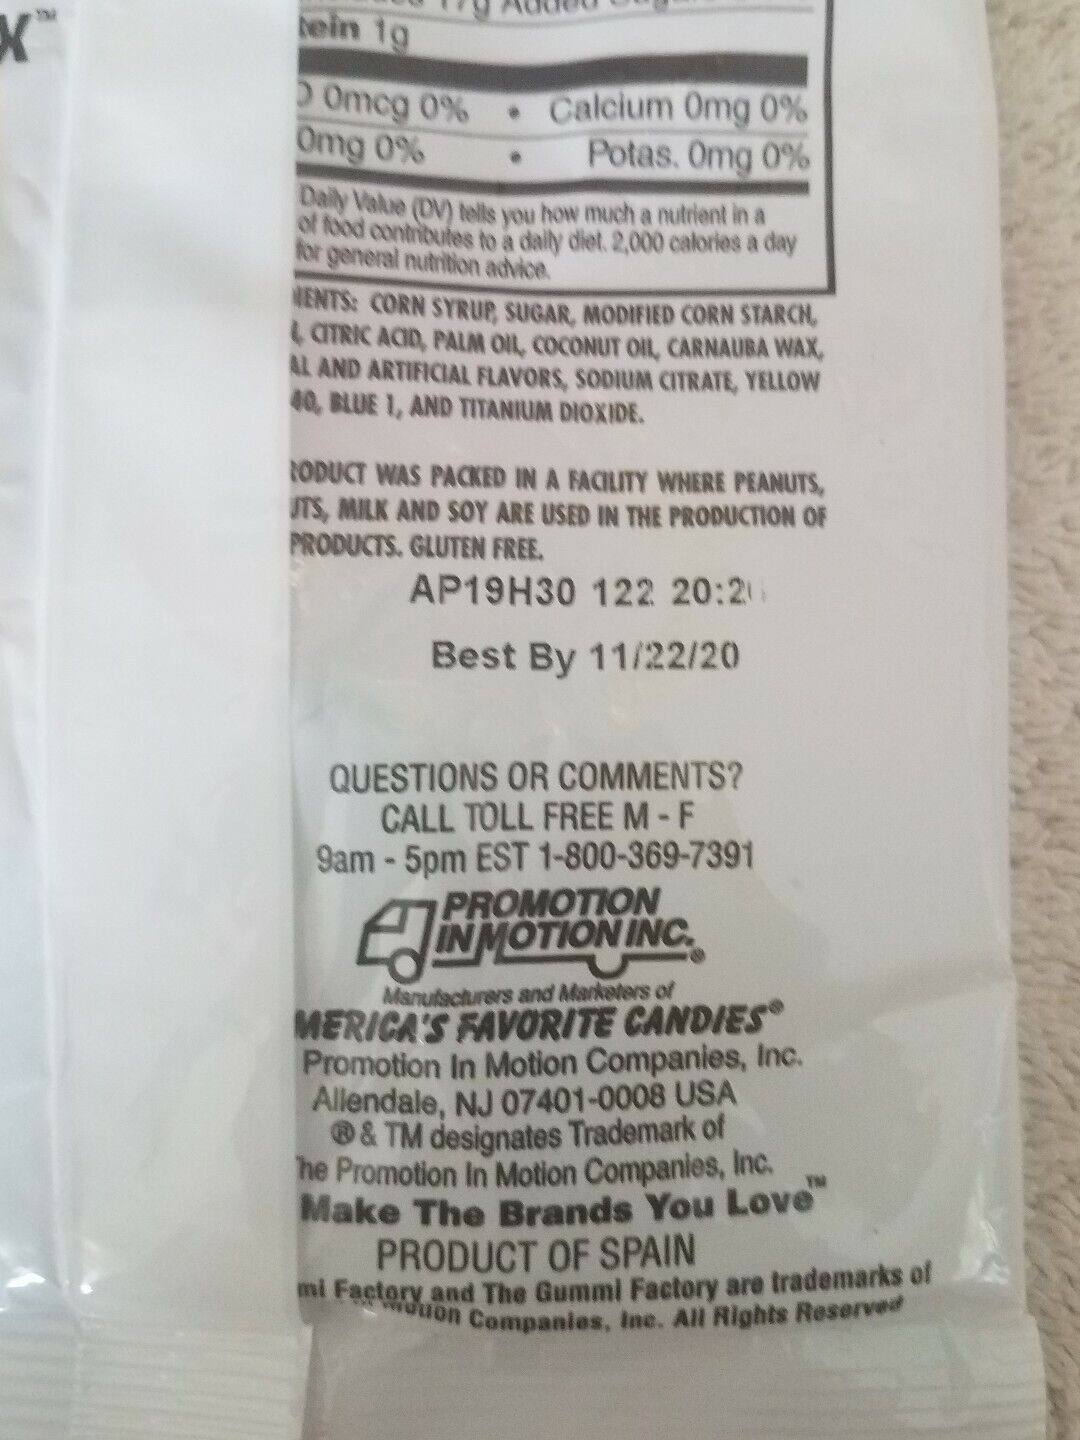 X™
17g Added
tein 1g
D 0mcg 0% • Calcium 0mg 0%
0mg 0% • Potas. 0mg 0%
Daily Value (DV) tells you how much a nutrient in a
of food contributes to a daily diet. 2,000 calories a day
for general nutrition advice.
IENTS: CORN SYRUP, SUGAR, MODIFIED CORN STARCH,
, CITRIC ACID, PALM OIL, COCONUT OIL, CARNAUBA WAX,
AL AND ARTIFICIAL FLAVORS, SODIUM CITRATE, YELLOW
40, BLUE 1, AND TITANIUM DIOXIDE.
RODUCT WAS PACKED IN A FACILITY WHERE PEANUTS,
UTS, MILK AND SOY ARE USED IN THE PRODUCTION OF
PRODUCTS. GLUTEN FREE.
AP19H30 122
Best By 11/22/20
QUESTIONS OR COMMENTS?
CALL TOLL FREE M - F
9am - 5pm EST 1-800-369-7391
PROMOTION
IN MOTION INC.®
Manufacturers and Marketers of
MERICA'S FAVORITE CANDIES®
Promotion In Motion Companies, Inc.
Allendale, NJ 07401-0008 USA
® & TM designates Trademark of
The Promotion In Motion Companies, Inc.
Make The Brands You Love™
PRODUCT OF SPAIN
mi Factory and The Gummi Factory are trademarks of
Motion Companies, Inc. All Rights Reserved